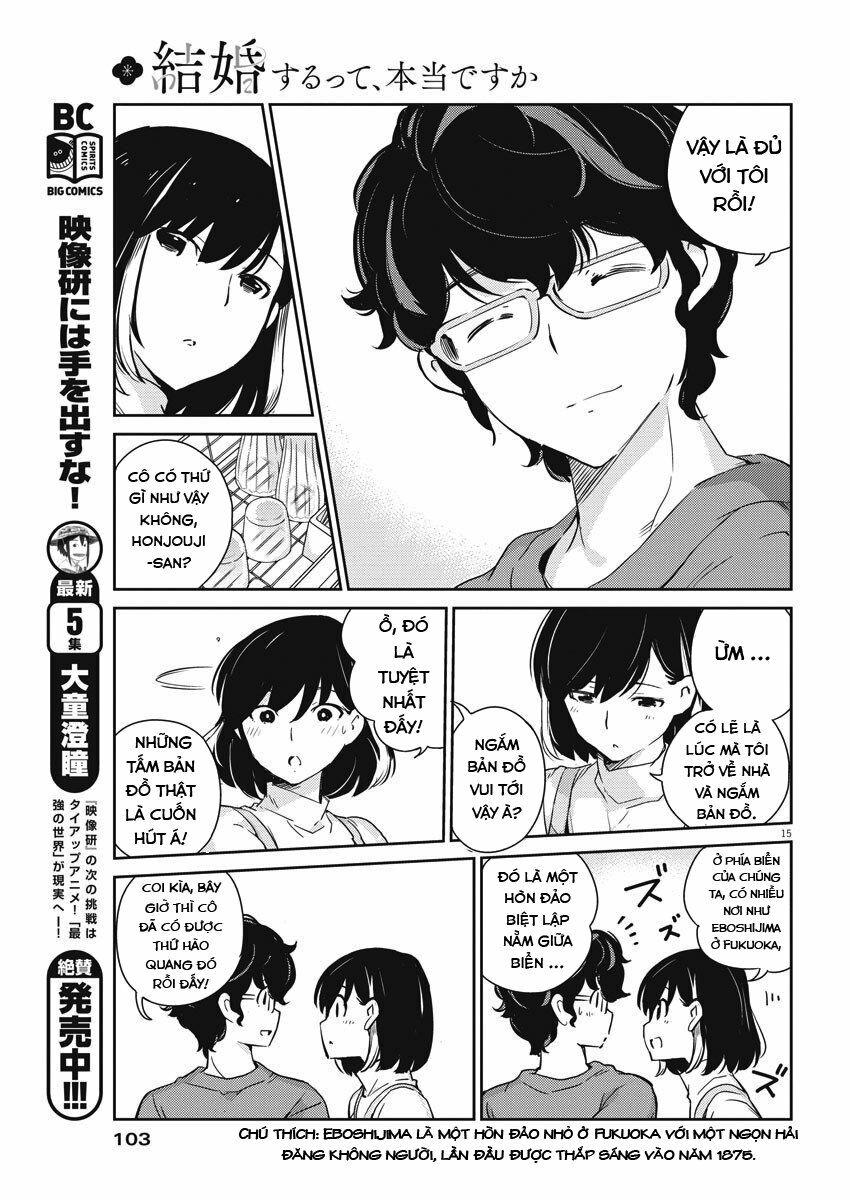 結婚するって、本当ですか
VẬY LÀ ĐỦ
VỚI TÔI
RỒI!
CÔ CÓ THỨ
GÌ NHƯ VẬY
KHÔNG,
HONJOUJI
-SAN?
ỪM ...
CÓ LẼ LÀ
LÚC MÀ TÔI
TRỞ VỀ NHÀ
VÀ NGẮM
BẢN ĐỒ.
NGẮM
BẢN ĐỒ
VUI TỚI
VẬY À?
Ồ, ĐÓ
LÀ
TUYỆT
NHẤT
ĐẤY!
NHỮNG
TẤM BẢN
ĐỒ THẬT
LÀ CUỐN
HÚT Á!
15
Ở PHÍA BIỂN
CỦA CHÚNG
TA, CÓ NHIỀU
NƠI NHƯ
EBOSHIJIMA
Ở FUKUOKA,
ズズ
ĐÓ LÀ MỘT
HÒN ĐẢO
BIỆT LẬP
NẰM GIỮA
BIỂN ...
COI KÌA, BÂY
GIỜ THÌ CÔ
ĐÃ CÓ ĐƯỢC
THỨ HÀO
QUANG ĐÓ
RỒI ĐẤY!
BC
SPIRITS
COMICS
BIG COMICS
映像研には手を出すな!
最新
5集
大童澄瞳
『映像研』の次の挑戦は
タイアップアニメ!「最
強の世界」が現実へ―!
絶賛
発売中!!!
103
CHÚ THÍCH: EBOSHIJIMA LÀ MỘT HÒN ĐẢO NHỎ Ở FUKUOKA VỚI MỘT NGỌN HẢI
ĐĂNG KHÔNG NGƯỜI, LẦN ĐẦU ĐƯỢC THẮP SÁNG VÀO NĂM 1875.